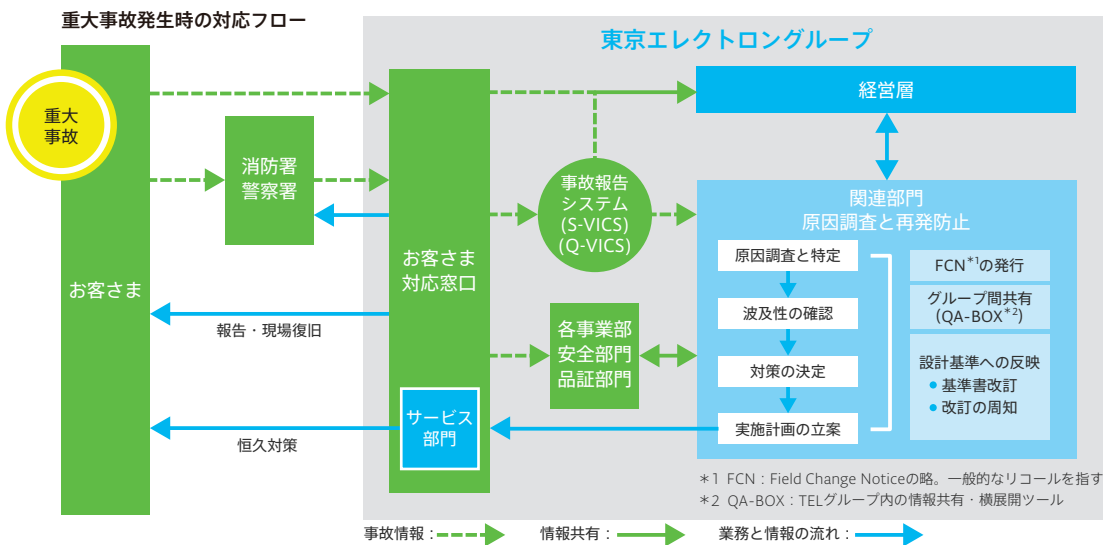 重大事故発生時の対応フロー
東京エレクトロングループ
重大
事故
お客さま
消防署
警察署
お客さま
対応窓口
報告・現場復旧
恒久対策
サービス
部門
事故報告
システム
(S-VICS)
(Q-VICS)
各事業部
安全部門
品証部門
経営層
関連部門
原因調査と再発防止
原因調査と特定
波及性の確認
対策の決定
実施計画の立案
FCN*1の発行
グループ間共有
(QA-BOX*2)
設計基準への反映
● 基準書改訂
● 改訂の周知
＊1 FCN：Field Change Noticeの略。一般的なリコールを指す
＊2 QA-BOX：TELグループ内の情報共有・横展開ツール
事故情報： 情報共有： 業務と情報の流れ：